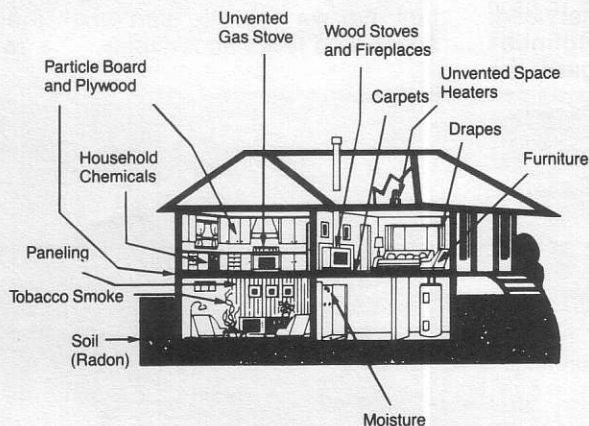 Unvented
Gas Stove
Wood Stoves
and Fireplaces
Particle Board
and Plywood
Carpets
Unvented Space
Heaters
Household
Chemicals
Drapes
Furniture
Paneling
Tobacco Smoke
Soil
(Radon)
Moisture